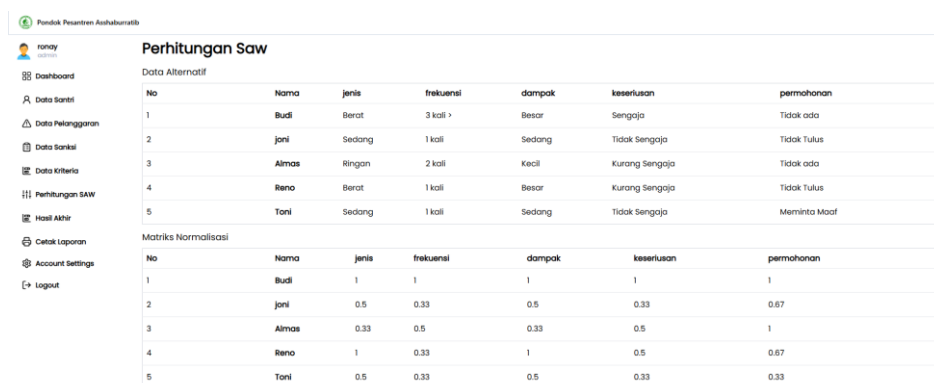 Pondok Pesantren Asshaburratib
ronay
admin
Dashboard
Data Santri
Data Pelanggaran
Data Sanksi
Data Kriteria
Perhitungan SAW
Hasil Akhir
Cetak Laporan
Account Settings
Logout
Perhitungan Saw
Data Alternatif
No Nama jenis frekuensi dampak keseriusan permohonan
1 Budi Berat 3 kali > Besar Sengaja Tidak ada
2 joni Sedang 1 kali Sedang Tidak Sengaja Tidak Tulus
3 Almas Ringan 2 kali Kecil Kurang Sengaja Tidak ada
4 Reno Berat 1 kali Besar Kurang Sengaja Tidak Tulus
5 Toni Sedang 1 kali Sedang Tidak Sengaja Meminta Maaf
Matriks Normalisasi
No Nama jenis frekuensi dampak keseriusan permohonan
1 Budi 1 1 1 1 1
2 joni 0.5 0.33 0.5 0.33 0.67
3 Almas 0.33 0.5 0.33 0.5 1
4 Reno 1 0.33 1 0.5 0.67
5 Toni 0.5 0.33 0.5 0.33 0.33